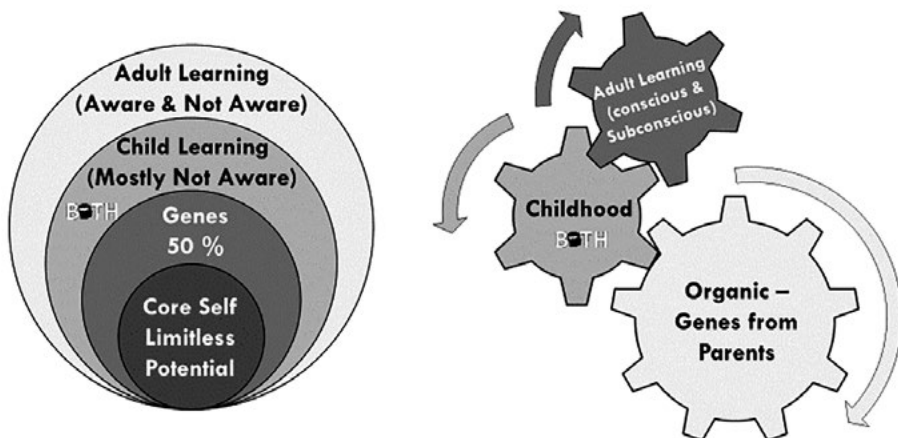 Adult Learning
(Aware & Not Aware)
Child Learning
(Mostly Not Aware)
BOTH
Genes
50 %
Core Self
Limitless
Potential
Adult Learning
(conscious &
Subconscious)
Childhood
BOTH
Organic –
Genes from
Parents